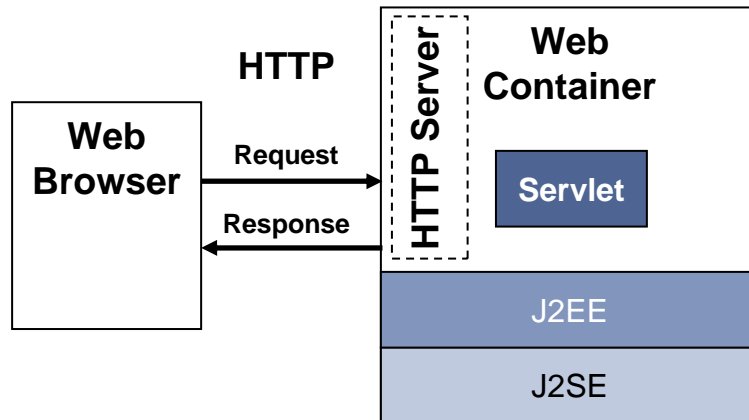 HTTP
Web
Browser
Request
Response
HTTP Server
Web
Container
Servlet
J2EE
J2SE